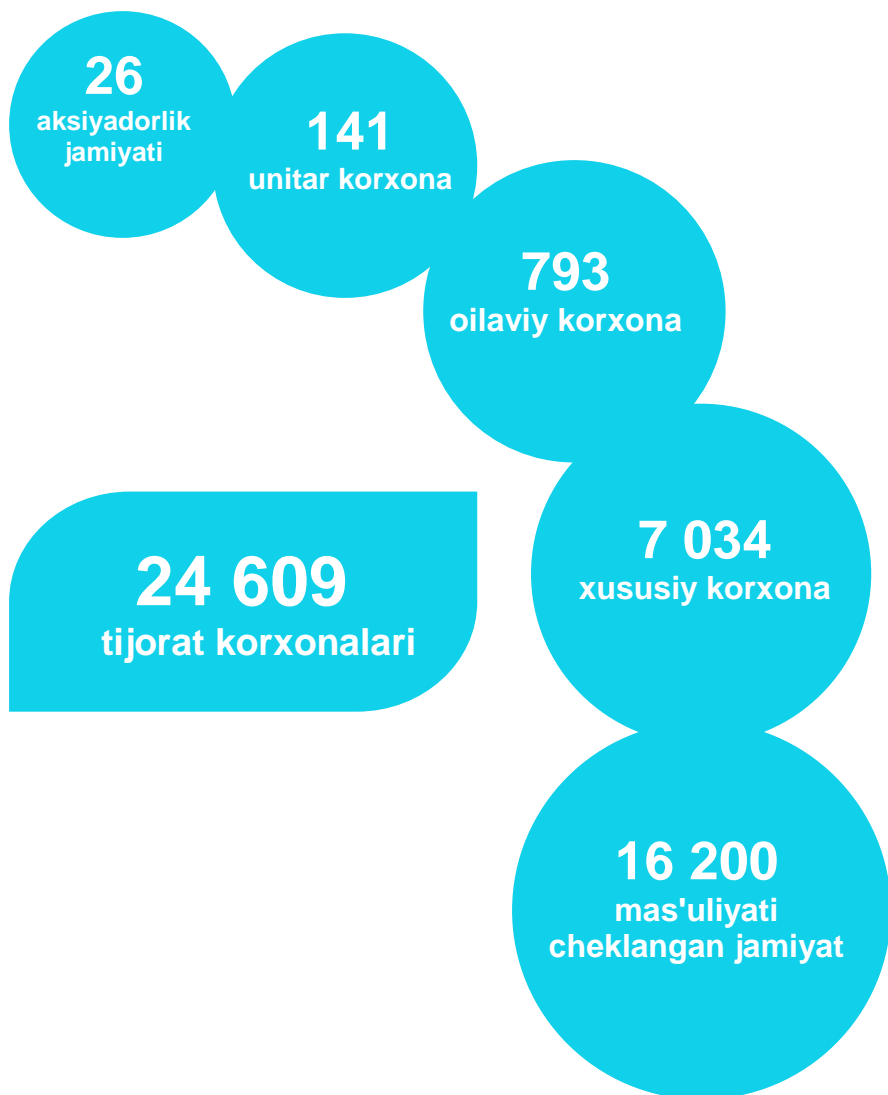 26
aksiyadorlik
jamiyati
141
unitar korxona
793
oilaviy korxona
7 034
xususiy korxona
24 609
tijorat korxonalari
16 200
mas'uliyati
cheklangan jamiyat